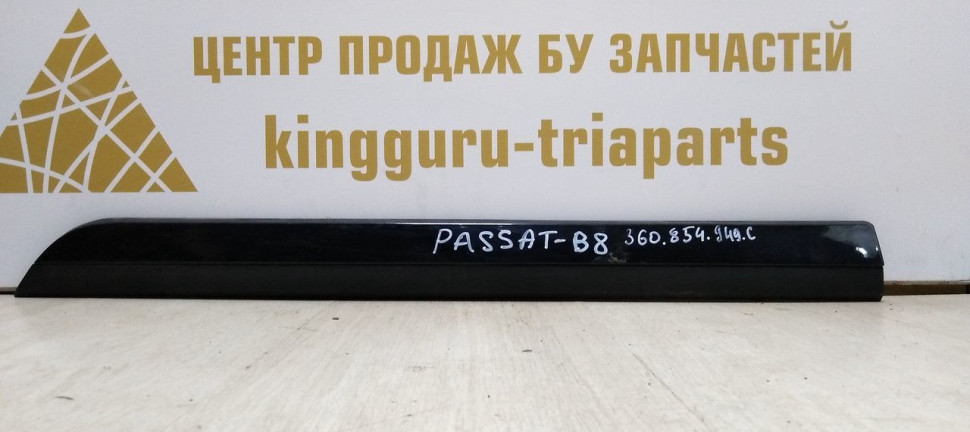 ЦЕНТР ПРОДАЖ БУ ЗАПЧАСТЕЙ
kingguru-triaparts
PASSAT-B8 3G0.854.949.C